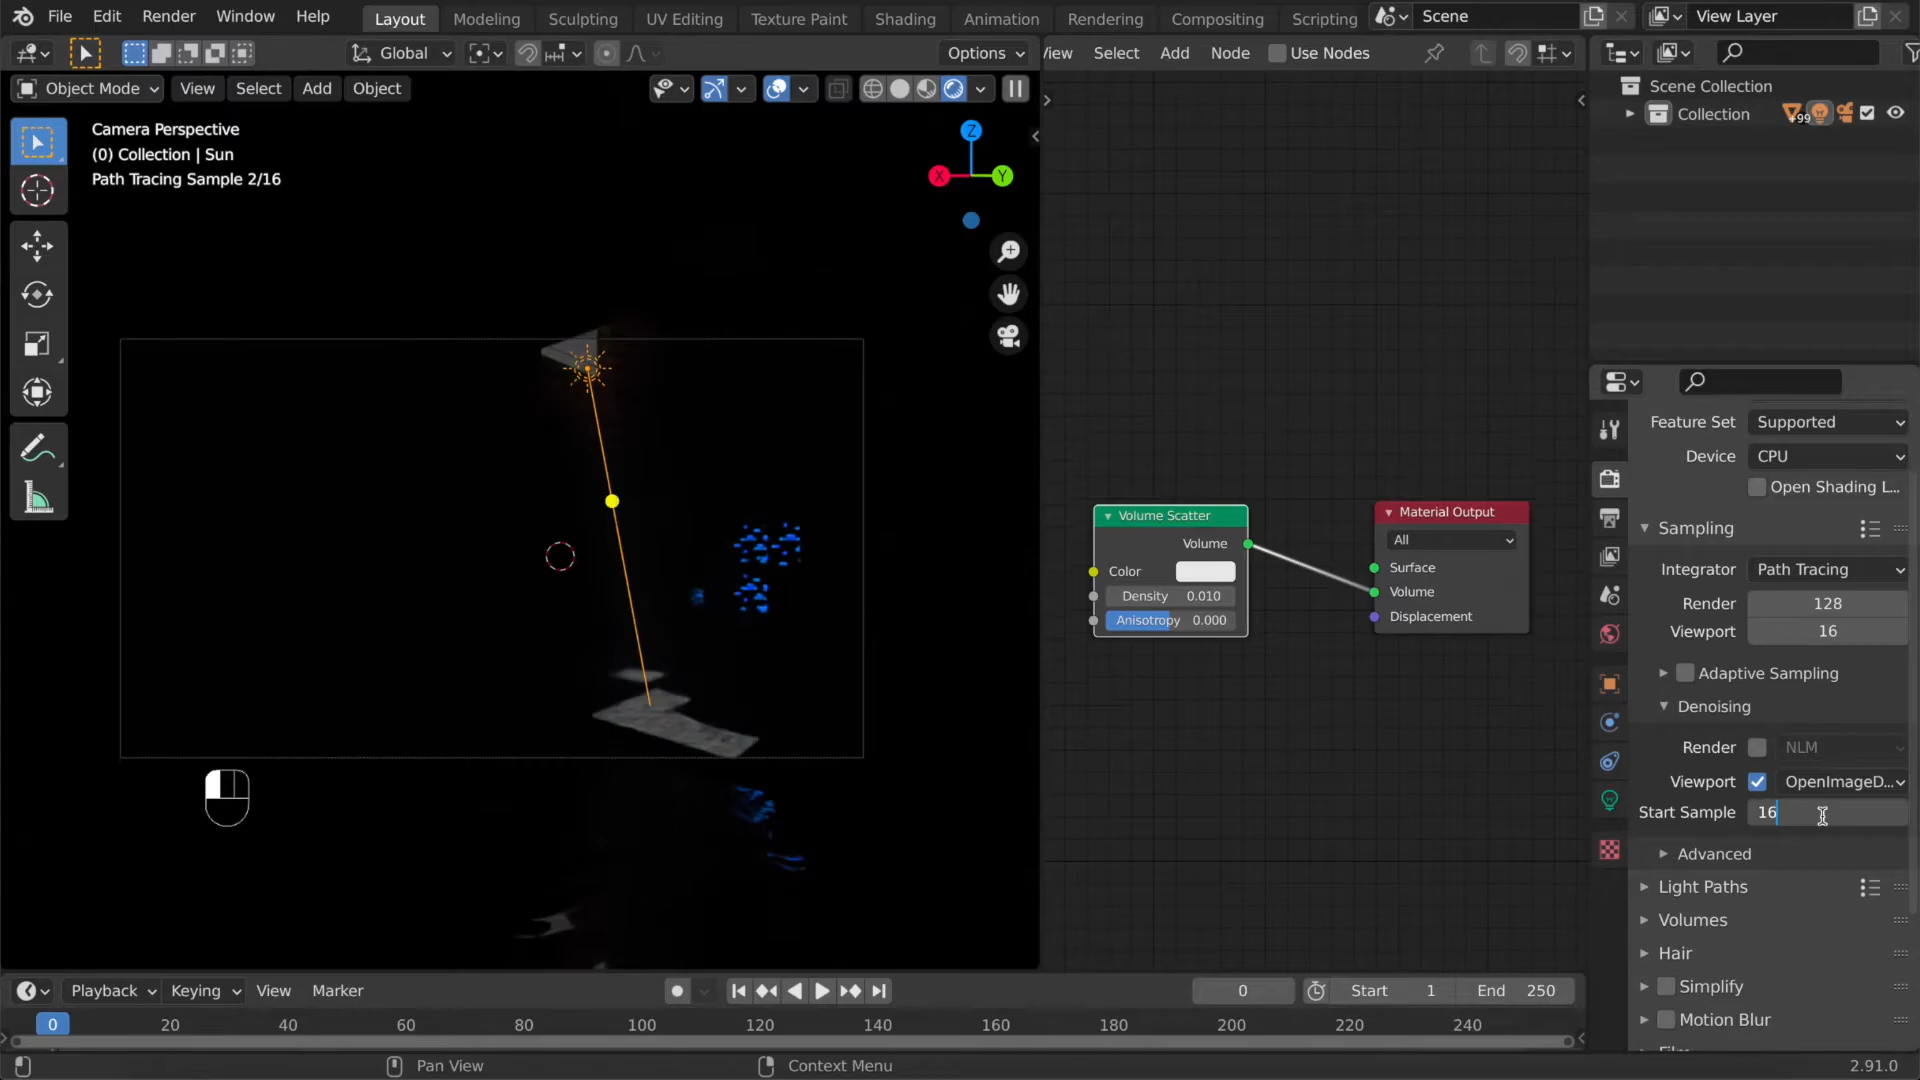 File Edit Render Window Help Layout Modeling Sculpting UV Editing Texture Paint Shading Animation Rendering Compositing Scripting Scene View Layer
Global Options View Select Add Node Use Nodes
Object Mode View Select Add Object
Scene Collection
Collection +99
Camera Perspective
(0) Collection | Sun
Path Tracing Sample 2/16
Z
X Y
Volume Scatter
Volume
Color
Density 0.010
Anisotropy 0.000
Material Output
All
Surface
Volume
Displacement
Feature Set Supported
Device CPU
Open Shading L...
Sampling
Integrator Path Tracing
Render 128
Viewport 16
Adaptive Sampling
Denoising
Render NLM
Viewport OpenImageD...
Start Sample 16
Advanced
Light Paths
Volumes
Hair
Simplify
Motion Blur
Film
Playback Keying View Marker 0 Start 1 End 250
0 20 40 60 80 100 120 140 160 180 200 220 240
Pan View Context Menu 2.91.0